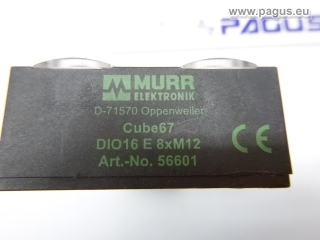 © www.pagus.eu
PAGUS
MURR
ELEKTRONIK
D-71570 Oppenweiler
Cube67
DIO16 E 8xM12
Art.-No. 56601
CE